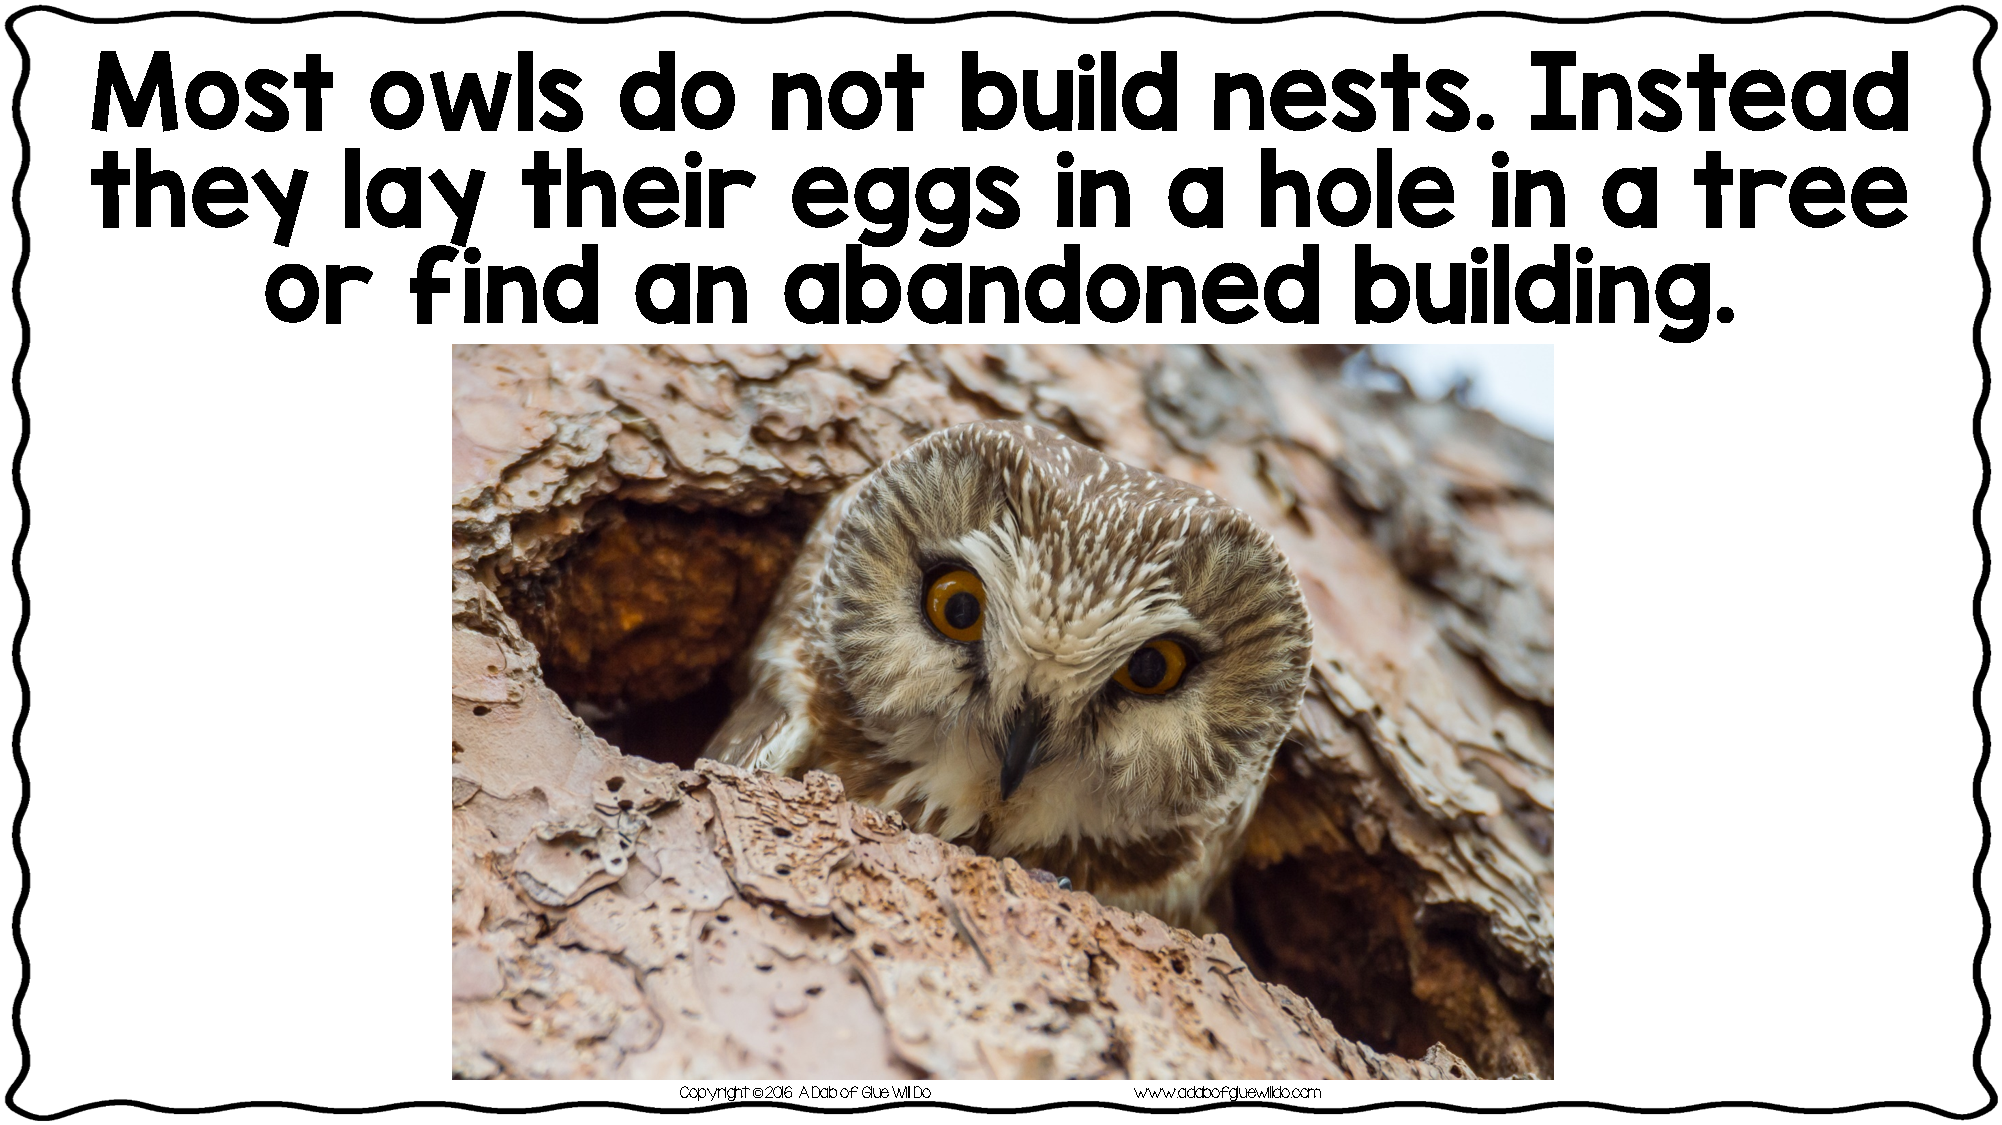 Most owls do not build nests. Instead
they lay their eggs in a hole in a tree
or find an abandoned building.
Copyright ©2016 A Dab of Glue Will Do
www.adabofgluewilldo.com